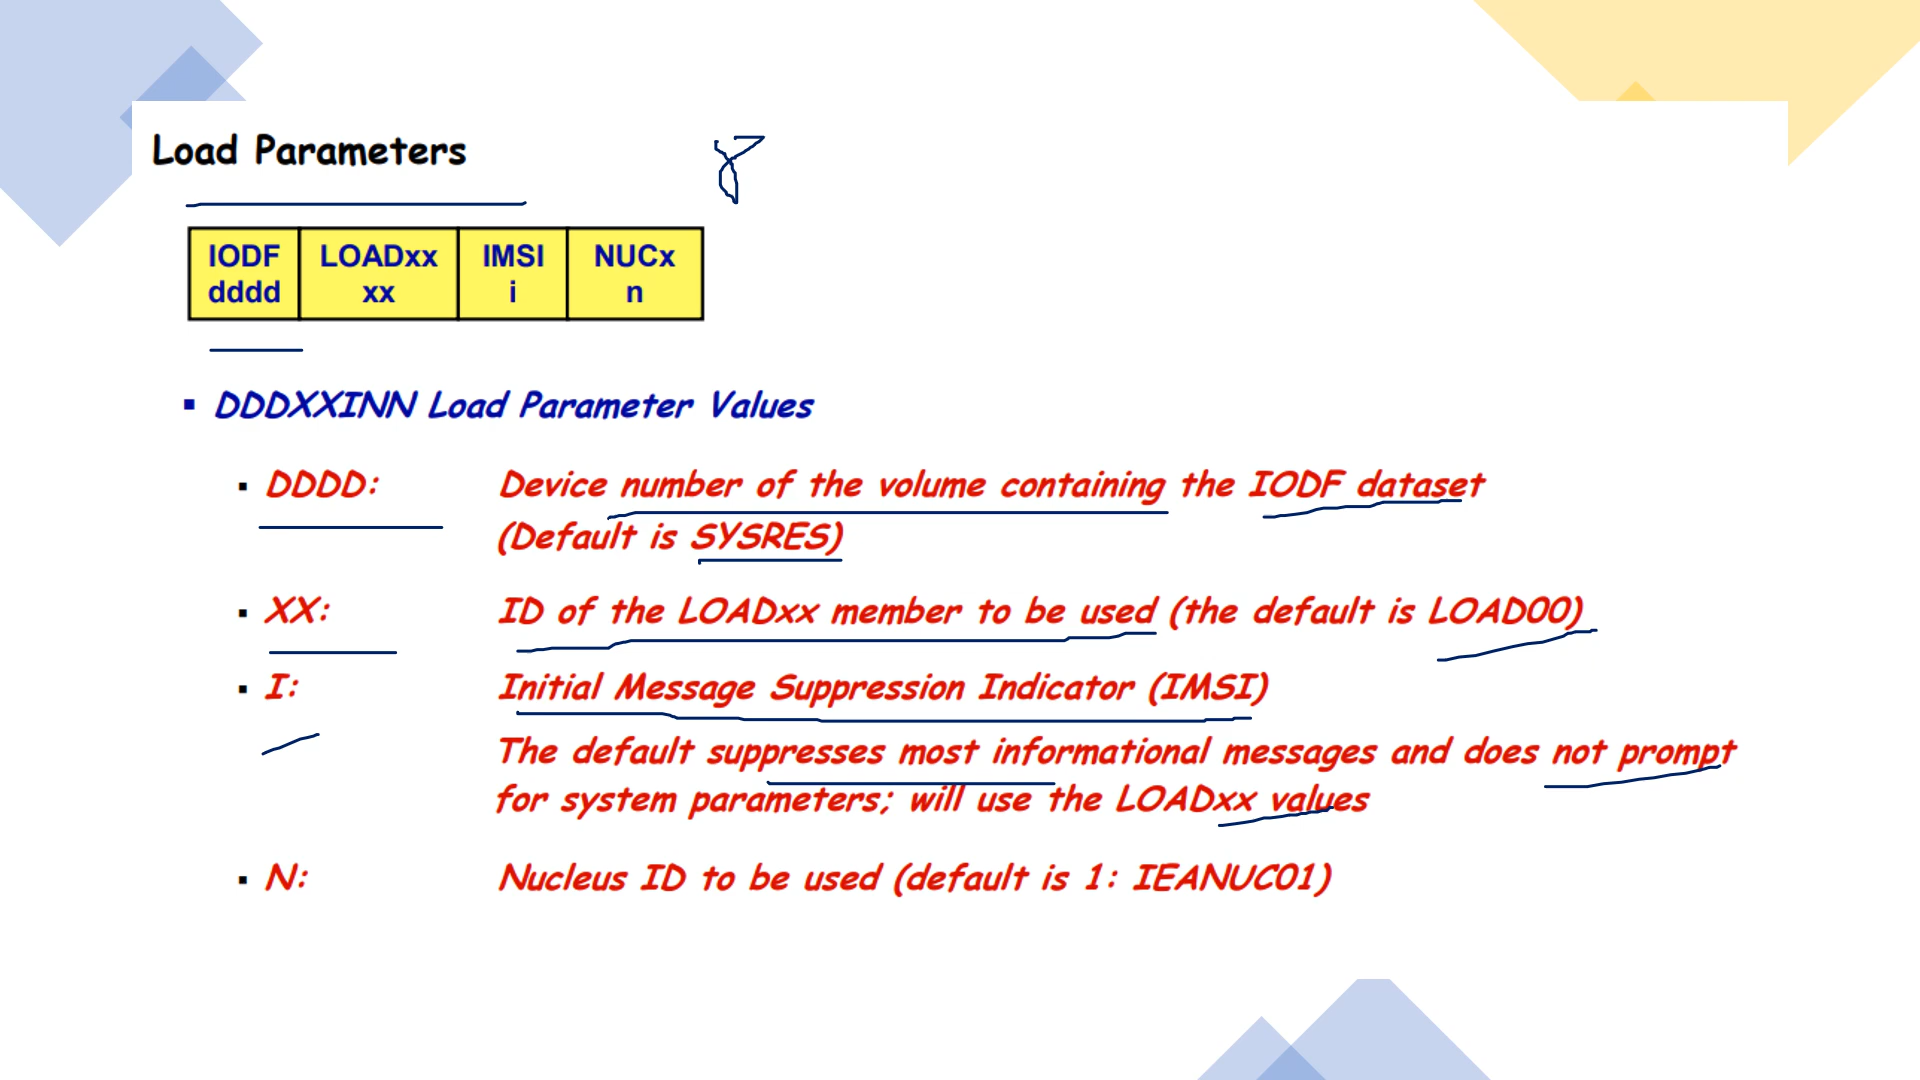 Load Parameters
8
IODF LOADxx IMSI NUCx
dddd xx i n
▪ DDDXXINN Load Parameter Values
▪ DDDD: Device number of the volume containing the IODF dataset
(Default is SYSRES)
▪ XX: ID of the LOADxx member to be used (the default is LOAD00)
▪ I: Initial Message Suppression Indicator (IMSI)
The default suppresses most informational messages and does not prompt
for system parameters; will use the LOADxx values
▪ N: Nucleus ID to be used (default is 1: IEANUC01)